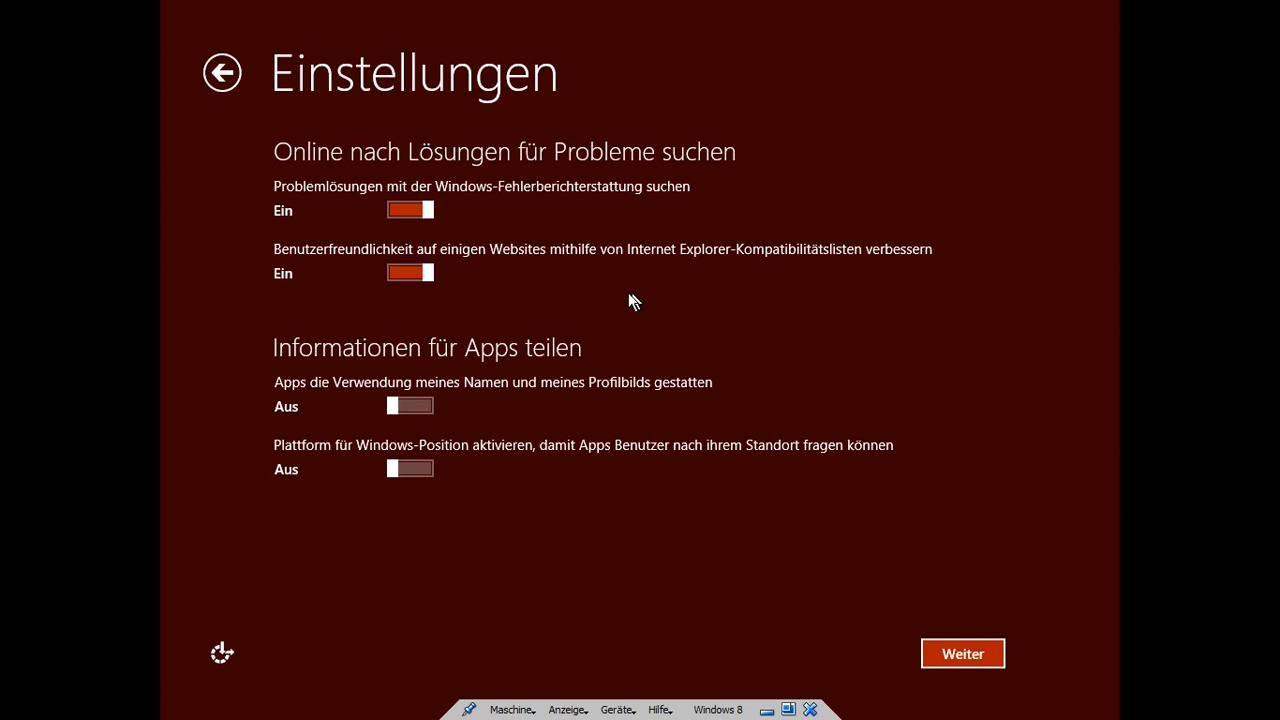 Einstellungen
Online nach Lösungen für Probleme suchen
Problemlösungen mit der Windows-Fehlerberichterstattung suchen
Ein
Benutzerfreundlichkeit auf einigen Websites mithilfe von Internet Explorer-Kompatibilitätslisten verbessern
Ein
Informationen für Apps teilen
Apps die Verwendung meines Namen und meines Profilbilds gestatten
Aus
Plattform für Windows-Position aktivieren, damit Apps Benutzer nach ihrem Standort fragen können
Aus
Weiter
Maschine Anzeige Geräte Hilfe Windows 8